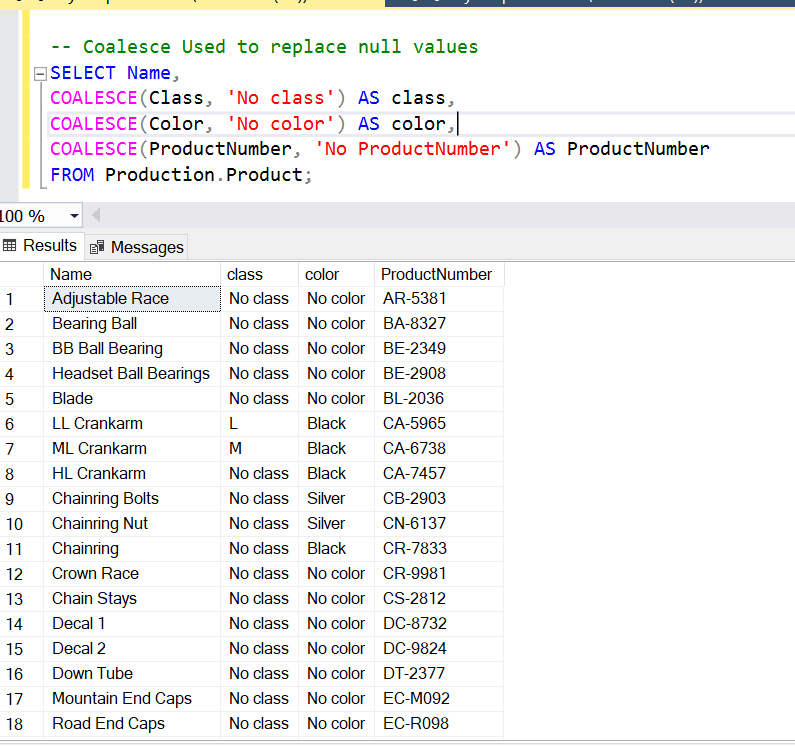 -- Coalesce Used to replace null values
SELECT Name,
COALESCE(Class, 'No class') AS class,
COALESCE(Color, 'No color') AS color,
COALESCE(ProductNumber, 'No ProductNumber') AS ProductNumber
FROM Production.Product;
100 %
Results Messages
Name class color ProductNumber
1 Adjustable Race No class No color AR-5381
2 Bearing Ball No class No color BA-8327
3 BB Ball Bearing No class No color BE-2349
4 Headset Ball Bearings No class No color BE-2908
5 Blade No class No color BL-2036
6 LL Crankarm L Black CA-5965
7 ML Crankarm M Black CA-6738
8 HL Crankarm No class Black CA-7457
9 Chainring Bolts No class Silver CB-2903
10 Chainring Nut No class Silver CN-6137
11 Chainring No class Black CR-7833
12 Crown Race No class No color CR-9981
13 Chain Stays No class No color CS-2812
14 Decal 1 No class No color DC-8732
15 Decal 2 No class No color DC-9824
16 Down Tube No class No color DT-2377
17 Mountain End Caps No class No color EC-M092
18 Road End Caps No class No color EC-R098